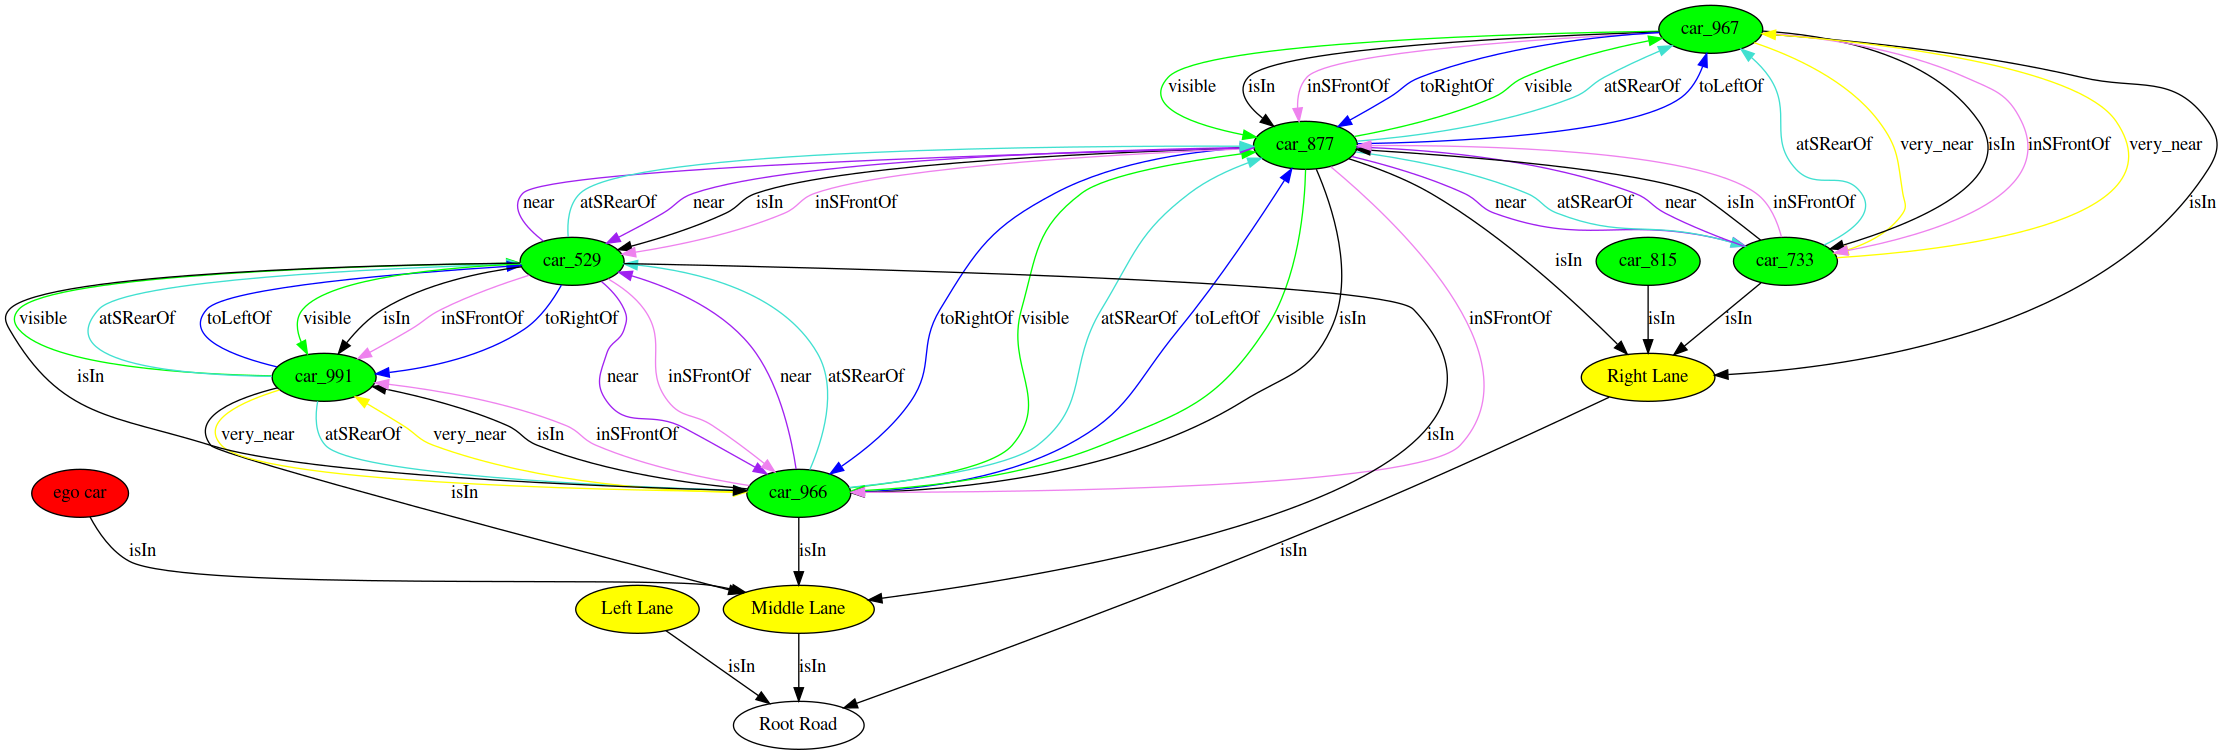 car_967
visible
isIn
inSFrontOf
toRightOf
visible
atSRearOf
toLeftOf
car_877
atSRearOf
very_near
isIn
inSFrontOf
very_near
near
atSRearOf
near
isIn
inSFrontOf
near
atSRearOf
near
isIn
inSFrontOf
isIn
car_529
isIn
car_815
car_733
visible
atSRearOf
toLeftOf
visible
isIn
inSFrontOf
toRightOf
toRightOf
visible
atSRearOf
toLeftOf
visible
isIn
inSFrontOf
isIn
isIn
isIn
car_991
near
inSFrontOf
near
atSRearOf
Right Lane
very_near
atSRearOf
very_near
isIn
inSFrontOf
isIn
ego car
isIn
car_966
isIn
isIn
isIn
Left Lane
Middle Lane
isIn
isIn
Root Road